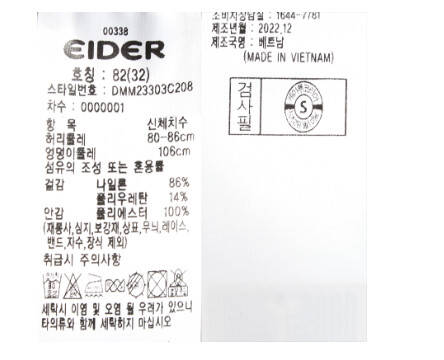 00338
EIDER
호칭 : 82(32)
스타일번호 : DMM23303C208
차수 : 0000001
항 목 신체치수
허리둘레 80-86cm
엉덩이둘레 106cm
섬유의 조성 또는 혼용률
겉감 나일론 86%
폴리우레탄 14%
안감 폴리에스터 100%
(재봉사,심지,보강재,상표,무늬,레이스,
밴드,자수,장식 제외)
취급시 주의사항
세탁시 이염 및 오염 될 우려가 있으니
타의류와 함께 세탁하지 마십시오
소비자상담실 : 1644-7781
제조년월 : 2022.12
제조국명 : 베트남
(MADE IN VIETNAM)
검사필
S